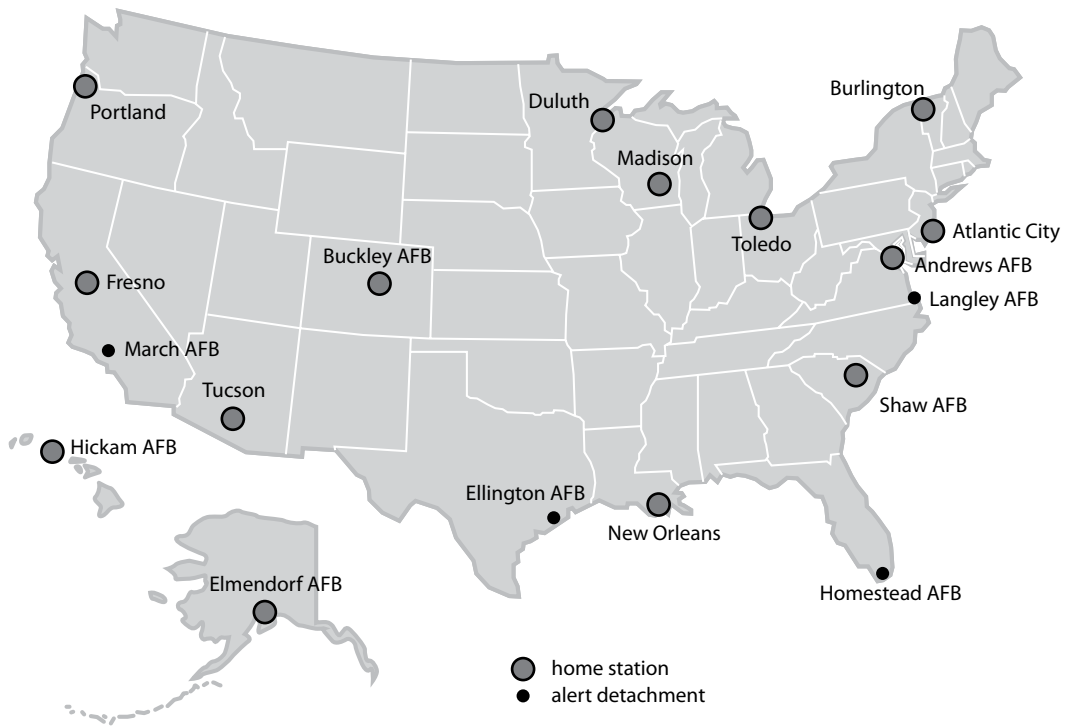 Burlington
Duluth
Portland
Madison
Atlantic City
Toledo
Buckley AFB
Andrews AFB
Fresno
Langley AFB
March AFB
Tucson
Shaw AFB
Hickam AFB
Ellington AFB
New Orleans
Elmendorf AFB
Homestead AFB
home station
alert detachment